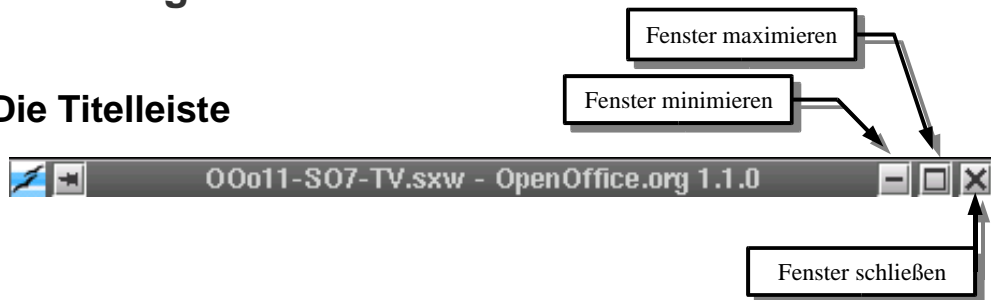 Fenster maximieren
Fenster minimieren
Die Titelleiste
OOo11-SO7-TV.sxw - OpenOffice.org 1.1.0
Fenster schließen